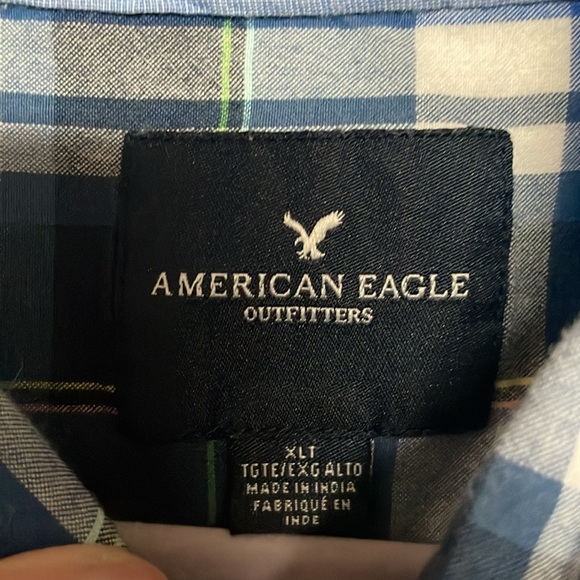 AMERICAN EAGLE
OUTFITTERS
XLT
TGTE/EXG ALTO
MADE IN INDIA
FABRIQUÉ EN
INDE